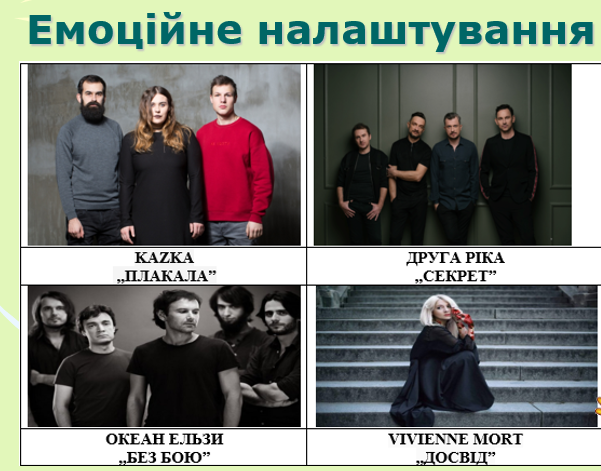 Емоційне налаштування
KAZKA
„ПЛАКАЛА”
ДРУГА РІКА
„СЕКРЕТ”
ОКЕАН ЕЛЬЗИ
„БЕЗ БОЮ”
VIVIENNE MORT
„ДОСВІД”